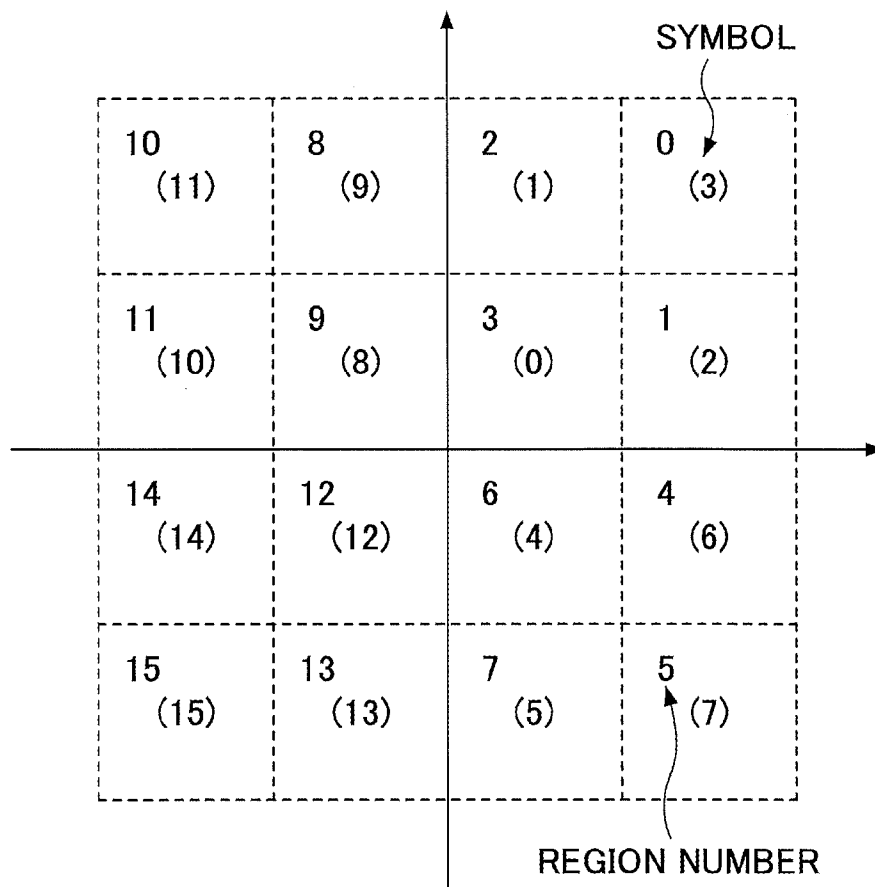 SYMBOL
10 8 2 0
(11) (9) (1) (3)
11 9 3 1
(10) (8) (0) (2)
14 12 6 4
(14) (12) (4) (6)
15 13 7 5
(15) (13) (5) (7)
REGION NUMBER